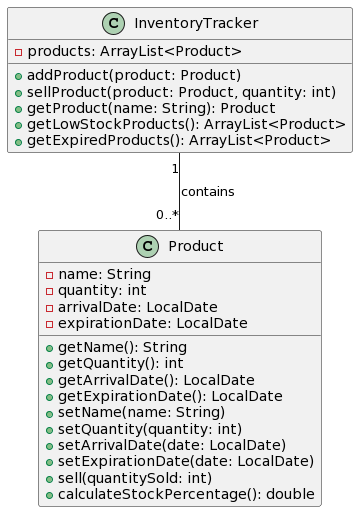 C InventoryTracker
products: ArrayList<Product>
addProduct(product: Product)
sellProduct(product: Product, quantity: int)
getProduct(name: String): Product
getLowStockProducts(): ArrayList<Product>
getExpiredProducts(): ArrayList<Product>
1
contains
0..*
C Product
name: String
quantity: int
arrivalDate: LocalDate
expirationDate: LocalDate
getName(): String
getQuantity(): int
getArrivalDate(): LocalDate
getExpirationDate(): LocalDate
setName(name: String)
setQuantity(quantity: int)
setArrivalDate(date: LocalDate)
setExpirationDate(date: LocalDate)
sell(quantitySold: int)
calculateStockPercentage(): double